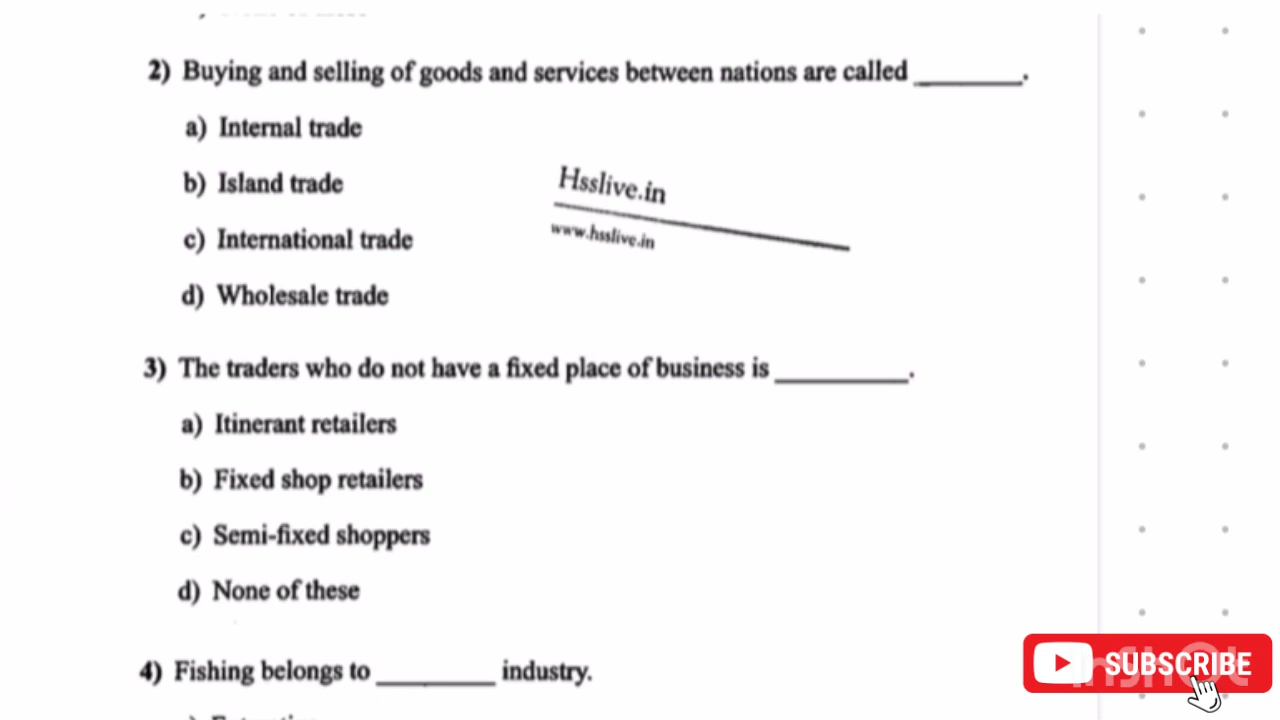 2) Buying and selling of goods and services between nations are called ________.
a) Internal trade
b) Island trade
Hsslive.in
www.hsslive.in
c) International trade
d) Wholesale trade
3) The traders who do not have a fixed place of business is __________.
a) Itinerant retailers
b) Fixed shop retailers
c) Semi-fixed shoppers
d) None of these
4) Fishing belongs to _________ industry.
SUBSCRIBE